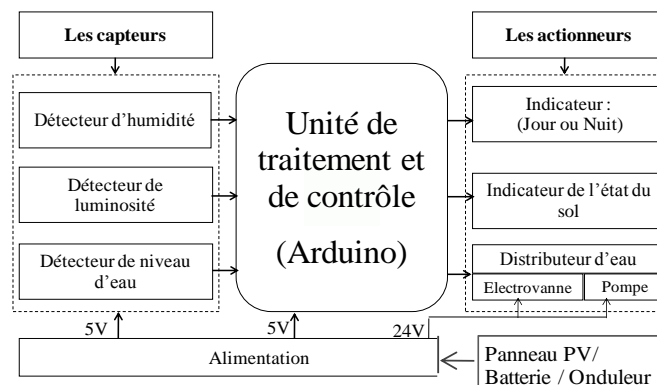 Les capteurs
Les actionneurs
Détecteur d'humidité
Détecteur de
luminosité
Détecteur de niveau
d'eau
Unité de
traitement et
de contrôle
(Arduino)
Indicateur :
(Jour ou Nuit)
Indicateur de l'état du
sol
Distributeur d'eau
Electrovanne
Pompe
5V
5V
24V
Alimentation
Panneau PV/
Batterie / Onduleur